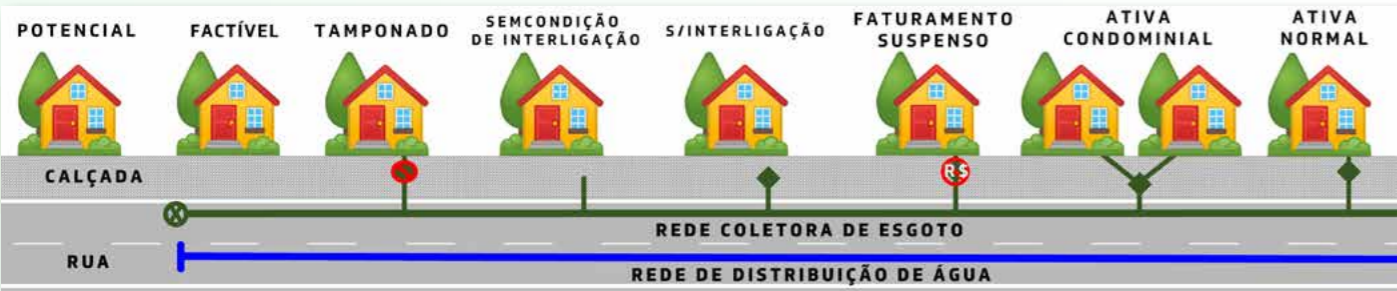 POTENCIAL
FACTÍVEL
TAMPONADO
SEMCONDIÇÃO
DE INTERLIGAÇÃO
S/INTERLIGAÇÃO
FATURAMENTO
SUSPENSO
ATIVA
CONDOMINIAL
ATIVA
NORMAL
CALÇADA
R$
REDE COLETORA DE ESGOTO
RUA
REDE DE DISTRIBUIÇÃO DE ÁGUA